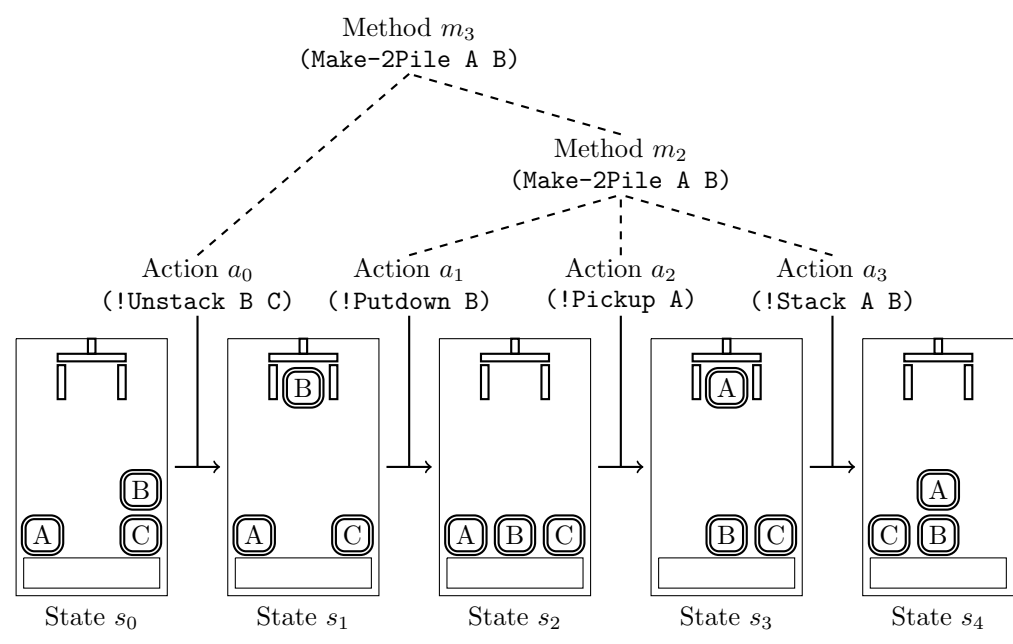 Method m₃
(Make-2Pile A B)
Method m₂
(Make-2Pile A B)
Action a₀ Action a₁ Action a₂ Action a₃
(!Unstack B C) (!Putdown B) (!Pickup A) (!Stack A B)
B A
B A
A C A C A B C B C C B
State s₀ State s₁ State s₂ State s₃ State s₄